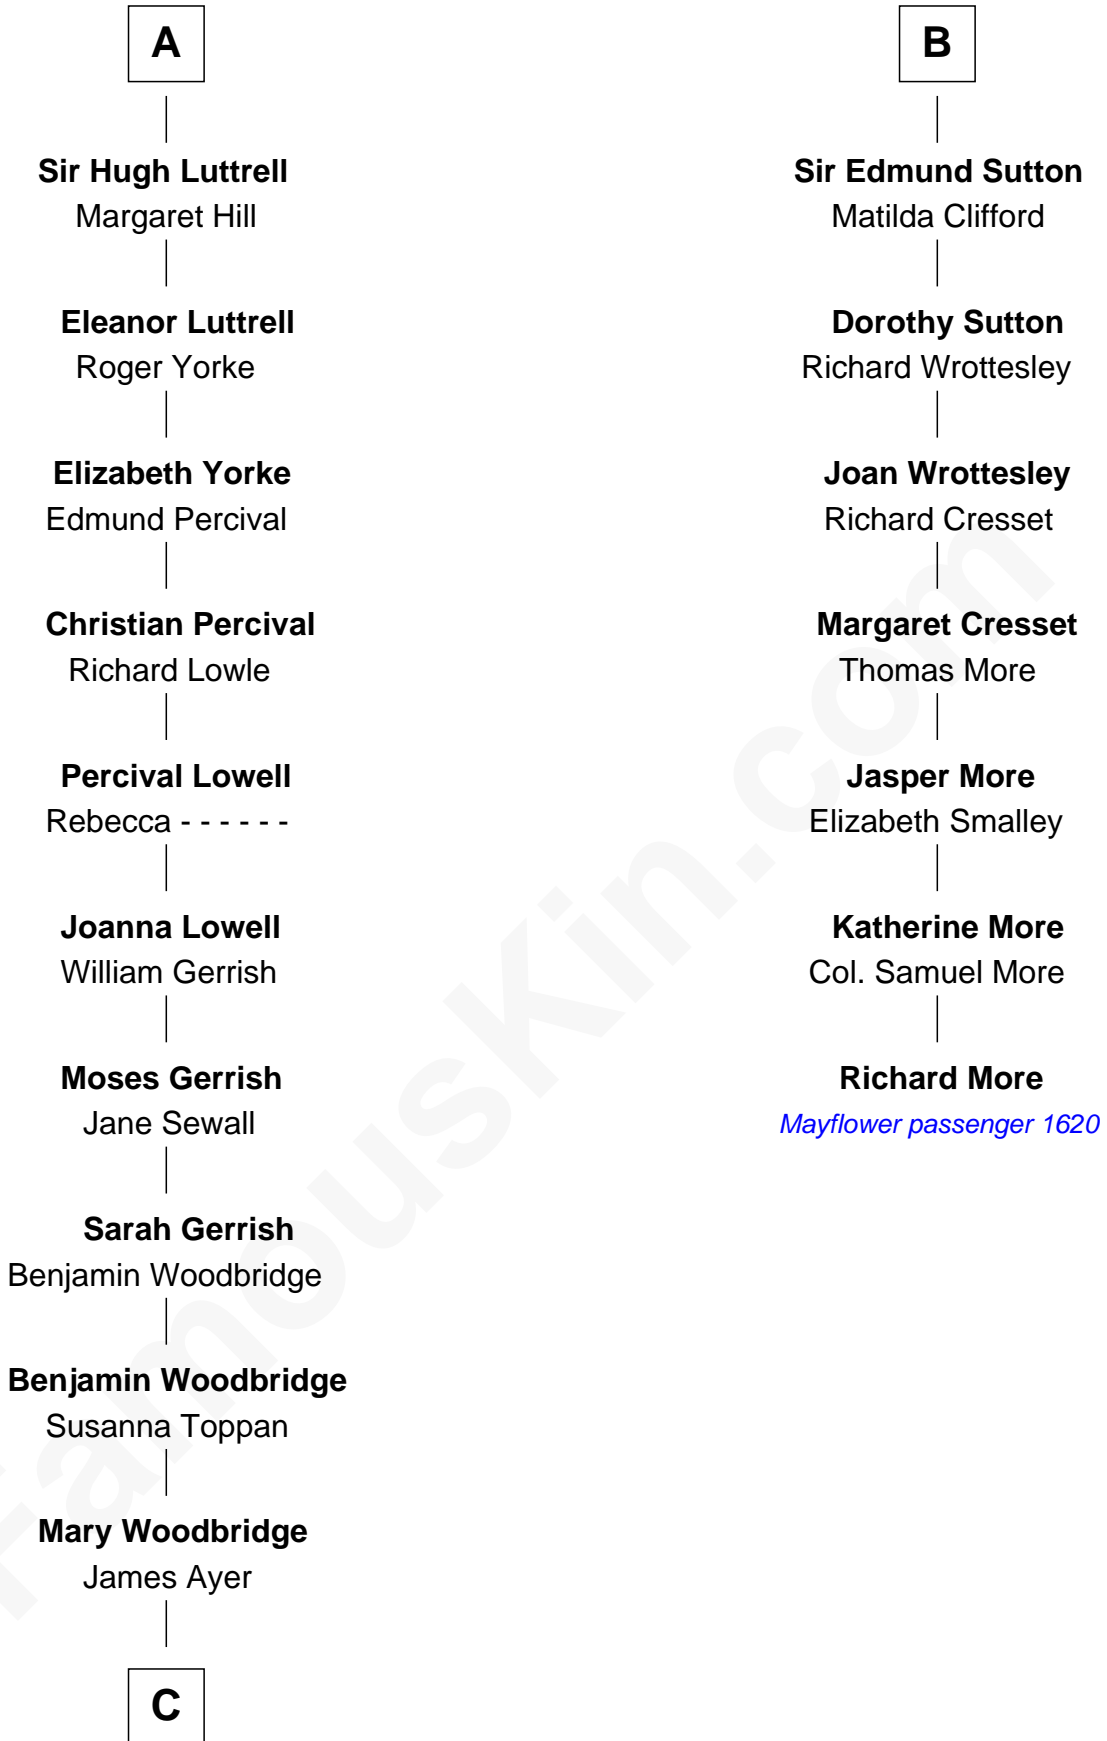 A
Sir Hugh Luttrell
Margaret Hill
Eleanor Luttrell
Roger Yorke
Elizabeth Yorke
Edmund Percival
Christian Percival
Richard Lowle
Percival Lowell
Rebecca - - - - - -
Joanna Lowell
William Gerrish
Moses Gerrish
Jane Sewall
Sarah Gerrish
Benjamin Woodbridge
Benjamin Woodbridge
Susanna Toppan
Mary Woodbridge
James Ayer
C
B
Sir Edmund Sutton
Matilda Clifford
Dorothy Sutton
Richard Wrottesley
Joan Wrottesley
Richard Cresset
Margaret Cresset
Thomas More
Jasper More
Elizabeth Smalley
Katherine More
Col. Samuel More
Richard More
Mayflower passenger 1620
FamousKin.com